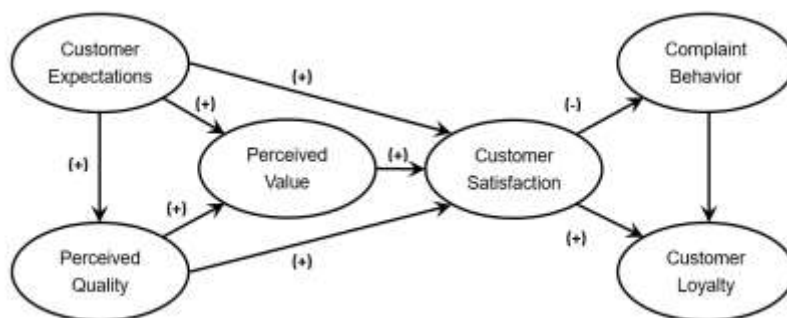 Customer
Expectations
Complaint
Behavior
(+)
(+)
(-)
(+)
Perceived
Value
(+)
Customer
Satisfaction
(+)
(+)
(+)
Perceived
Quality
Customer
Loyalty